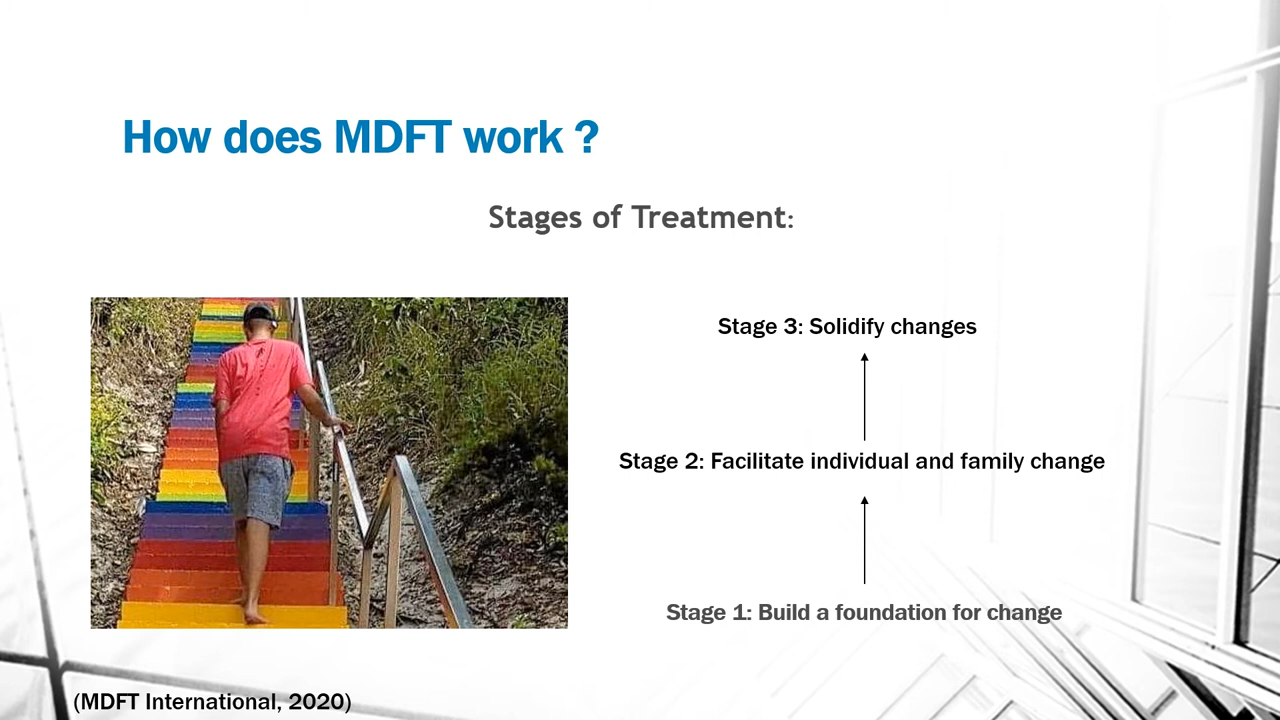 How does MDFT work ?
Stages of Treatment:
Stage 3: Solidify changes
Stage 2: Facilitate individual and family change
Stage 1: Build a foundation for change
(MDFT International, 2020)